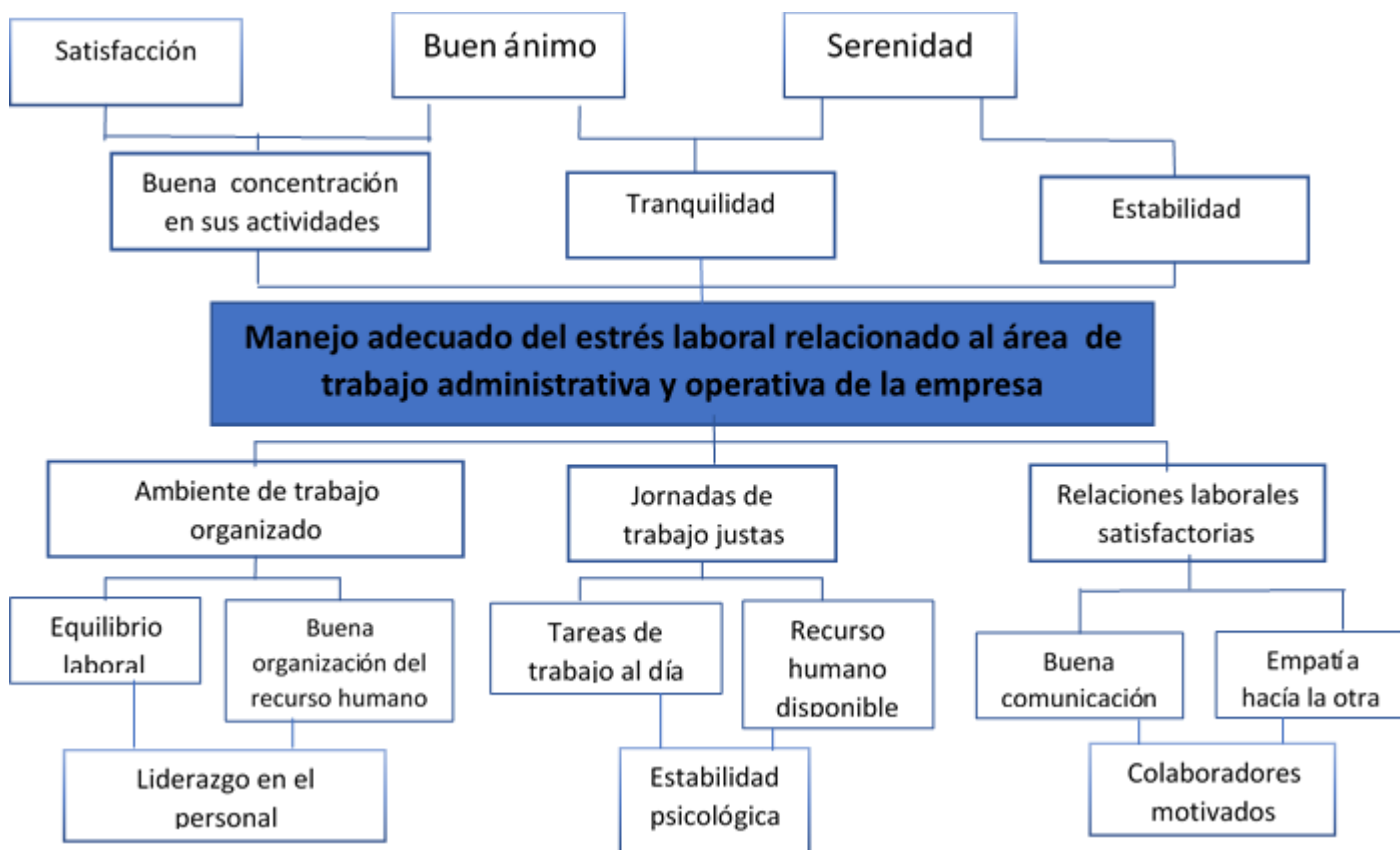 Satisfacción
Buen ánimo
Serenidad
Buena concentración
en sus actividades
Tranquilidad
Estabilidad
Manejo adecuado del estrés laboral relacionado al área de
trabajo administrativa y operativa de la empresa
Ambiente de trabajo
organizado
Jornadas de
trabajo justas
Relaciones laborales
satisfactorias
Equilibrio
laboral
Buena
organización del
recurso humano
Tareas de
trabajo al día
Recurso
humano
disponible
Buena
comunicación
Empatía
hacía la otra
Liderazgo en el
personal
Estabilidad
psicológica
Colaboradores
motivados